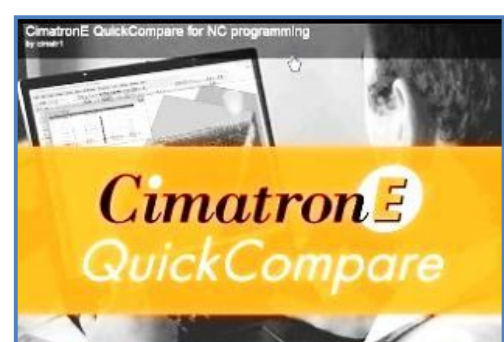 CimatronE QuickCompare for NC programming
by cimatr1
CimatronE
QuickCompare